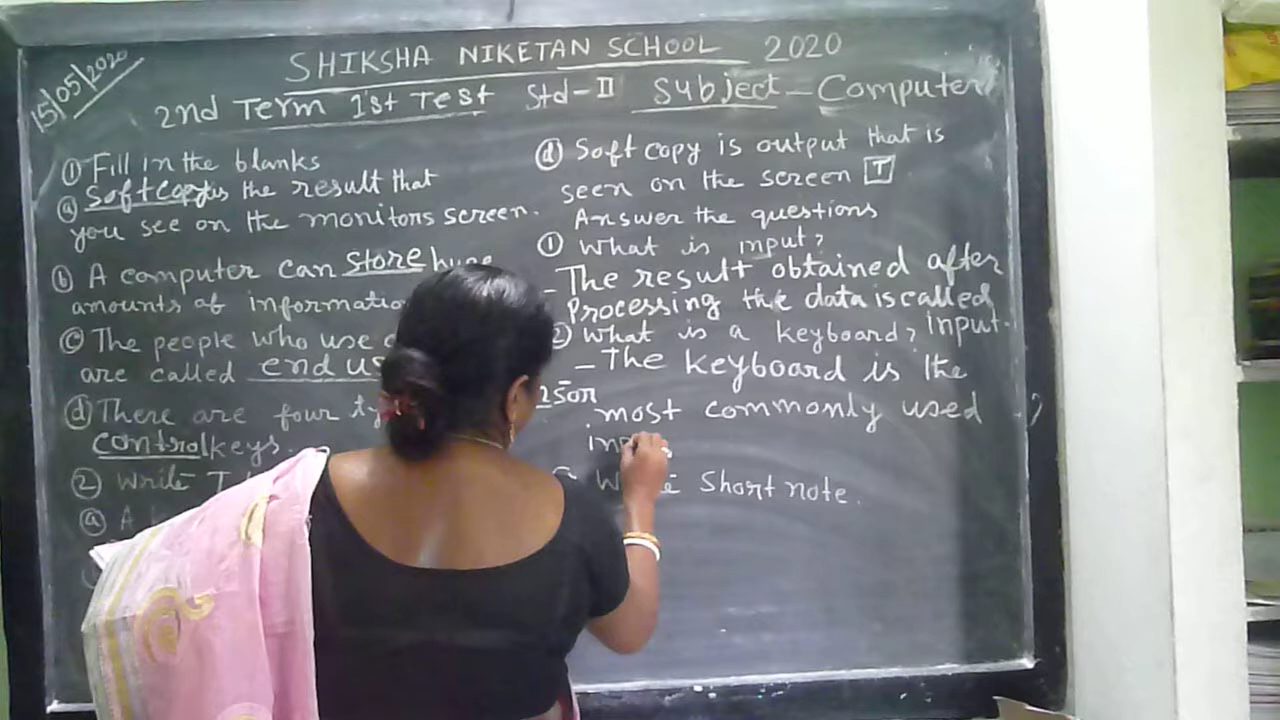 15/05/2020
SHIKSHA NIKETAN SCHOOL 2020
2nd Term 1st Test Std-II Subject - Computer
① Fill in the blanks
ⓐ Softcopy is the result that
you see on the monitors screen.
ⓑ A computer can store huge
amounts of informatio
ⓒ The people who use
are called end us
ⓓ There are four ty
control keys.
② Write T
ⓐ A
ⓓ Soft copy is output that is
seen on the screen T
Answer the questions
① What is input?
- The result obtained after
Processing the data is called
input.
② What is a keyboard?
- The keyboard is the
most commonly used
inp
Write Short note.